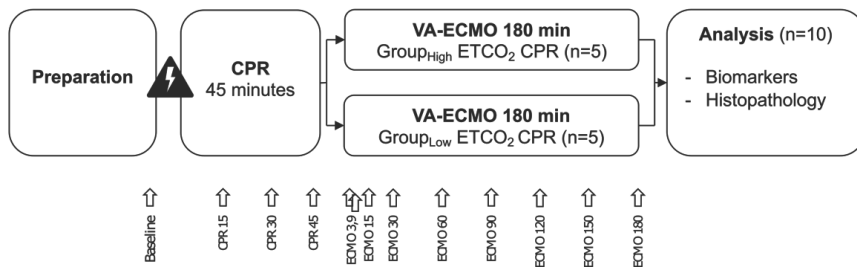 Preparation
CPR
45 minutes
VA-ECMO 180 min
GroupHigh ETCO2 CPR (n=5)
VA-ECMO 180 min
GroupLow ETCO2 CPR (n=5)
Analysis (n=10)
- Biomarkers
- Histopathology
Baseline
CPR 15
CPR 30
CPR 45
ECMO 3,9
ECMO 15
ECMO 30
ECMO 60
ECMO 90
ECMO 120
ECMO 150
ECMO 180